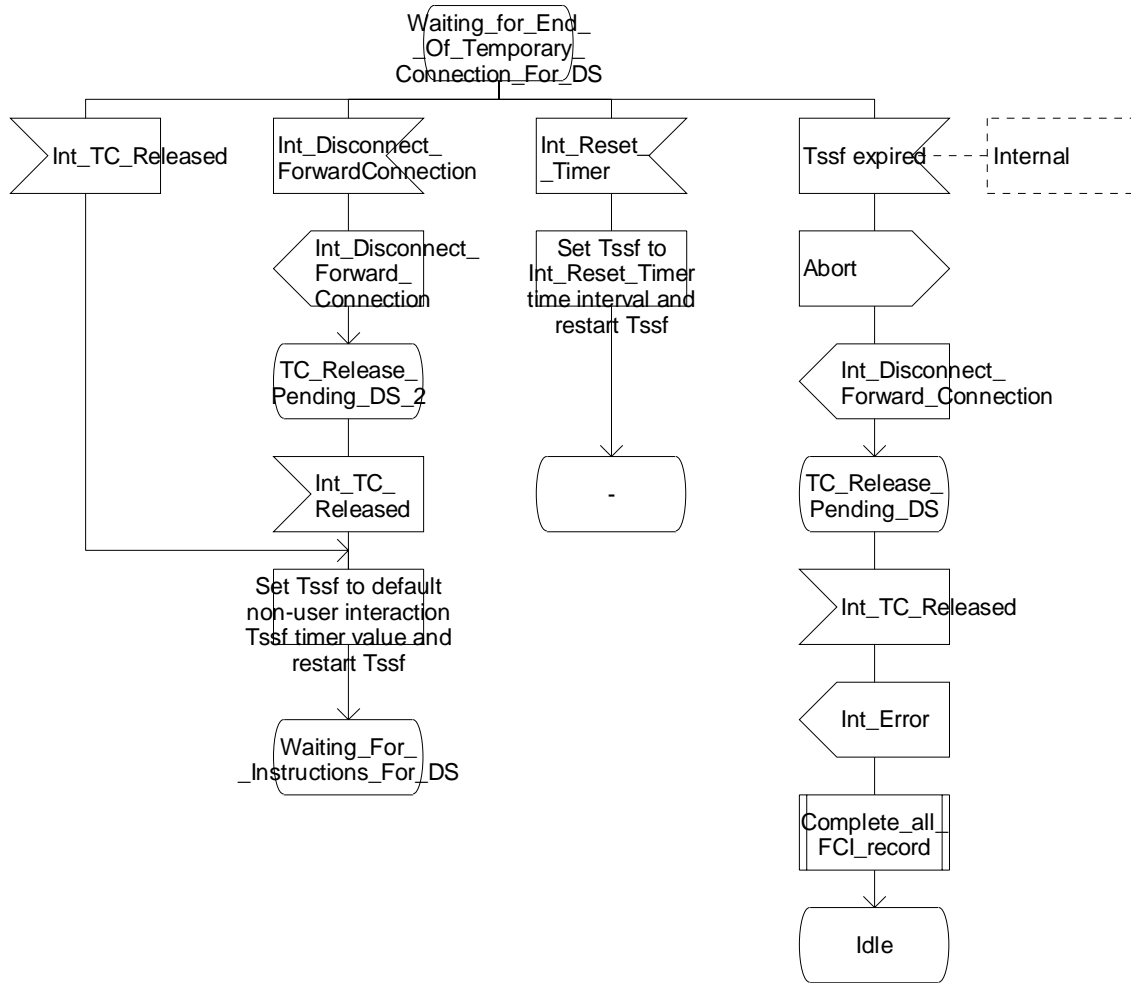 Waiting_for_End_
_Of_Temporary_
Connection_For_DS
Int_TC_Released
Int_Disconnect_
ForwardConnection
Int_Reset_
_Timer
Tssf expired
Internal
Int_Disconnect_
Forward_
Connection
Set Tssf to
Int_Reset_Timer
time interval and
restart Tssf
Abort
TC_Release_
Pending_DS_2
Int_Disconnect_
Forward_Connection
Int_TC_
Released
-
TC_Release_
Pending_DS
Set Tssf to default
non-user interaction
Tssf timer value and
restart Tssf
Int_TC_Released
Waiting_For_
_Instructions_For_DS
Int_Error
Complete_all_
FCI_record
Idle